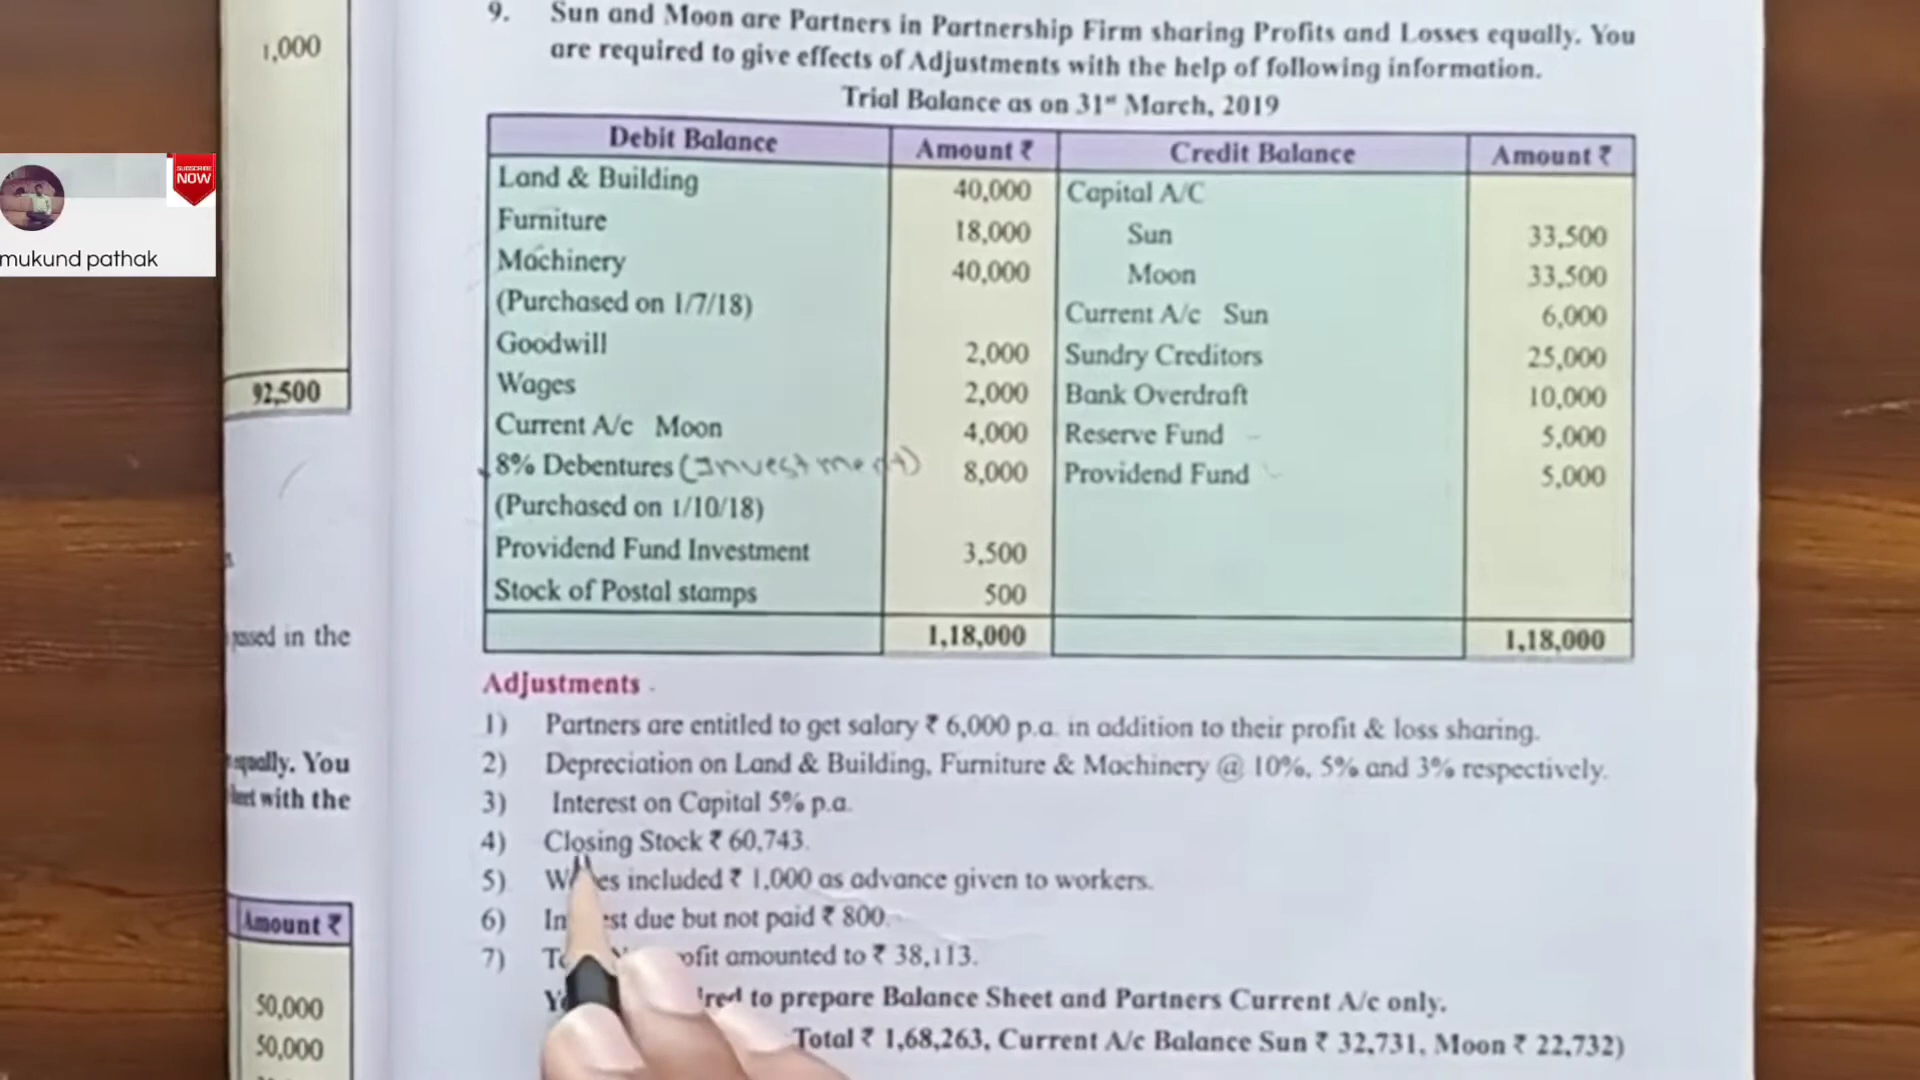 1,000
92,500
passed in the
equally. You
with the
Amount ₹
50,000
50,000
SUBSCRIBE
NOW
mukund pathak
9. Sun and Moon are Partners in Partnership Firm sharing Profits and Losses equally. You
are required to give effects of Adjustments with the help of following information.
Trial Balance as on 31st March, 2019
Debit Balance Amount ₹ Credit Balance Amount ₹
Land & Building 40,000 Capital A/C
Furniture 18,000 Sun 33,500
Machinery 40,000 Moon 33,500
(Purchased on 1/7/18) Current A/c Sun 6,000
Goodwill 2,000 Sundry Creditors 25,000
Wages 2,000 Bank Overdraft 10,000
Current A/c Moon 4,000 Reserve Fund 5,000
8% Debentures (Investment) 8,000 Providend Fund 5,000
(Purchased on 1/10/18)
Providend Fund Investment 3,500
Stock of Postal stamps 500
1,18,000 1,18,000
Adjustments
1) Partners are entitled to get salary ₹ 6,000 p.a. in addition to their profit & loss sharing.
2) Depreciation on Land & Building, Furniture & Machinery @ 10%, 5% and 3% respectively.
3) Interest on Capital 5% p.a.
4) Closing Stock ₹ 60,743.
5) included ₹ 1,000 as advance given to workers.
6) due but not paid ₹ 800.
7) amounted to ₹ 38,113.
to prepare Balance Sheet and Partners Current A/c only.
Total ₹ 1,68,263, Current A/c Balance Sun ₹ 32,731, Moon ₹ 22,732)